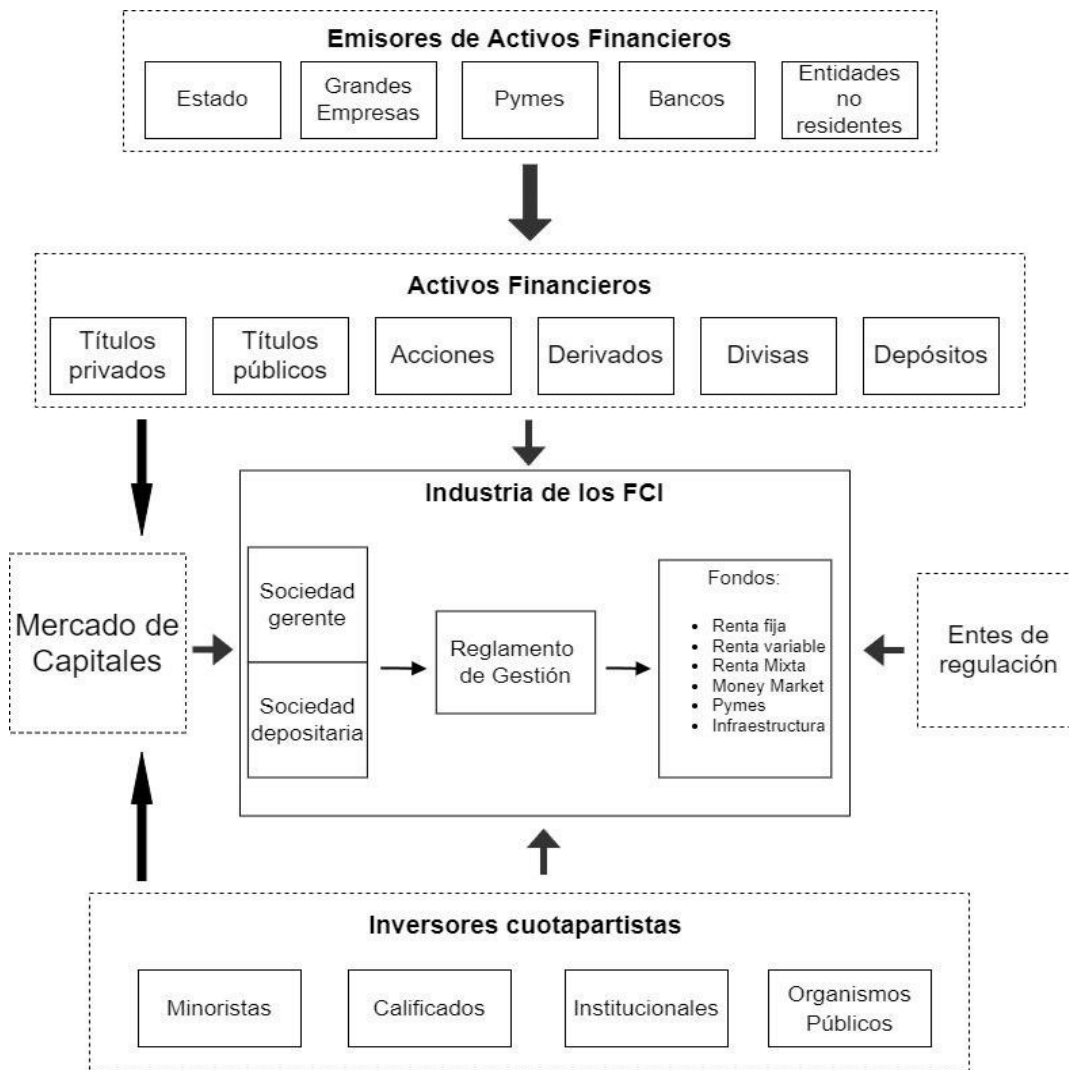 Emisores de Activos Financieros
Estado
Grandes
Empresas
Pymes
Bancos
Entidades
no
residentes
Activos Financieros
Títulos
privados
Títulos
públicos
Acciones
Derivados
Divisas
Depósitos
Industria de los FCI
Mercado de
Capitales
Sociedad
gerente
Sociedad
depositaria
Reglamento
de Gestión
Fondos:
• Renta fija
• Renta variable
• Renta Mixta
• Money Market
• Pymes
• Infraestructura
Entes de
regulación
Inversores cuotapartistas
Minoristas
Calificados
Institucionales
Organismos
Públicos